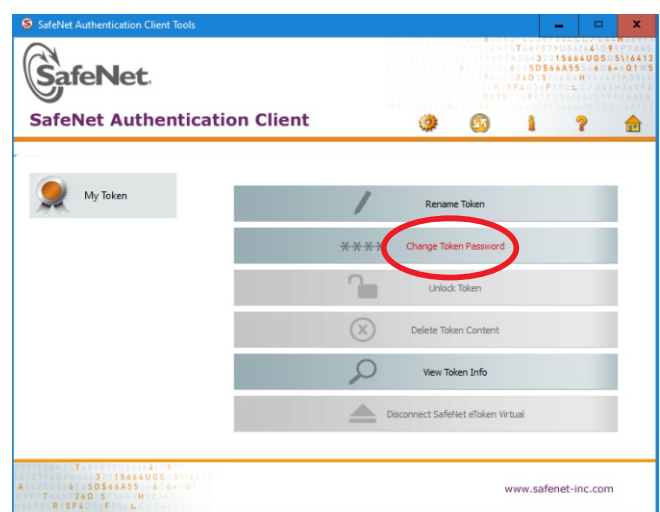 SafeNet Authentication Client Tools
SafeNet.
SafeNet Authentication Client
My Token
Rename Token
**** Change Token Password
Unlock Token
Delete Token Content
View Token Info
Disconnect SafeNet eToken Virtual
www.safenet-inc.com